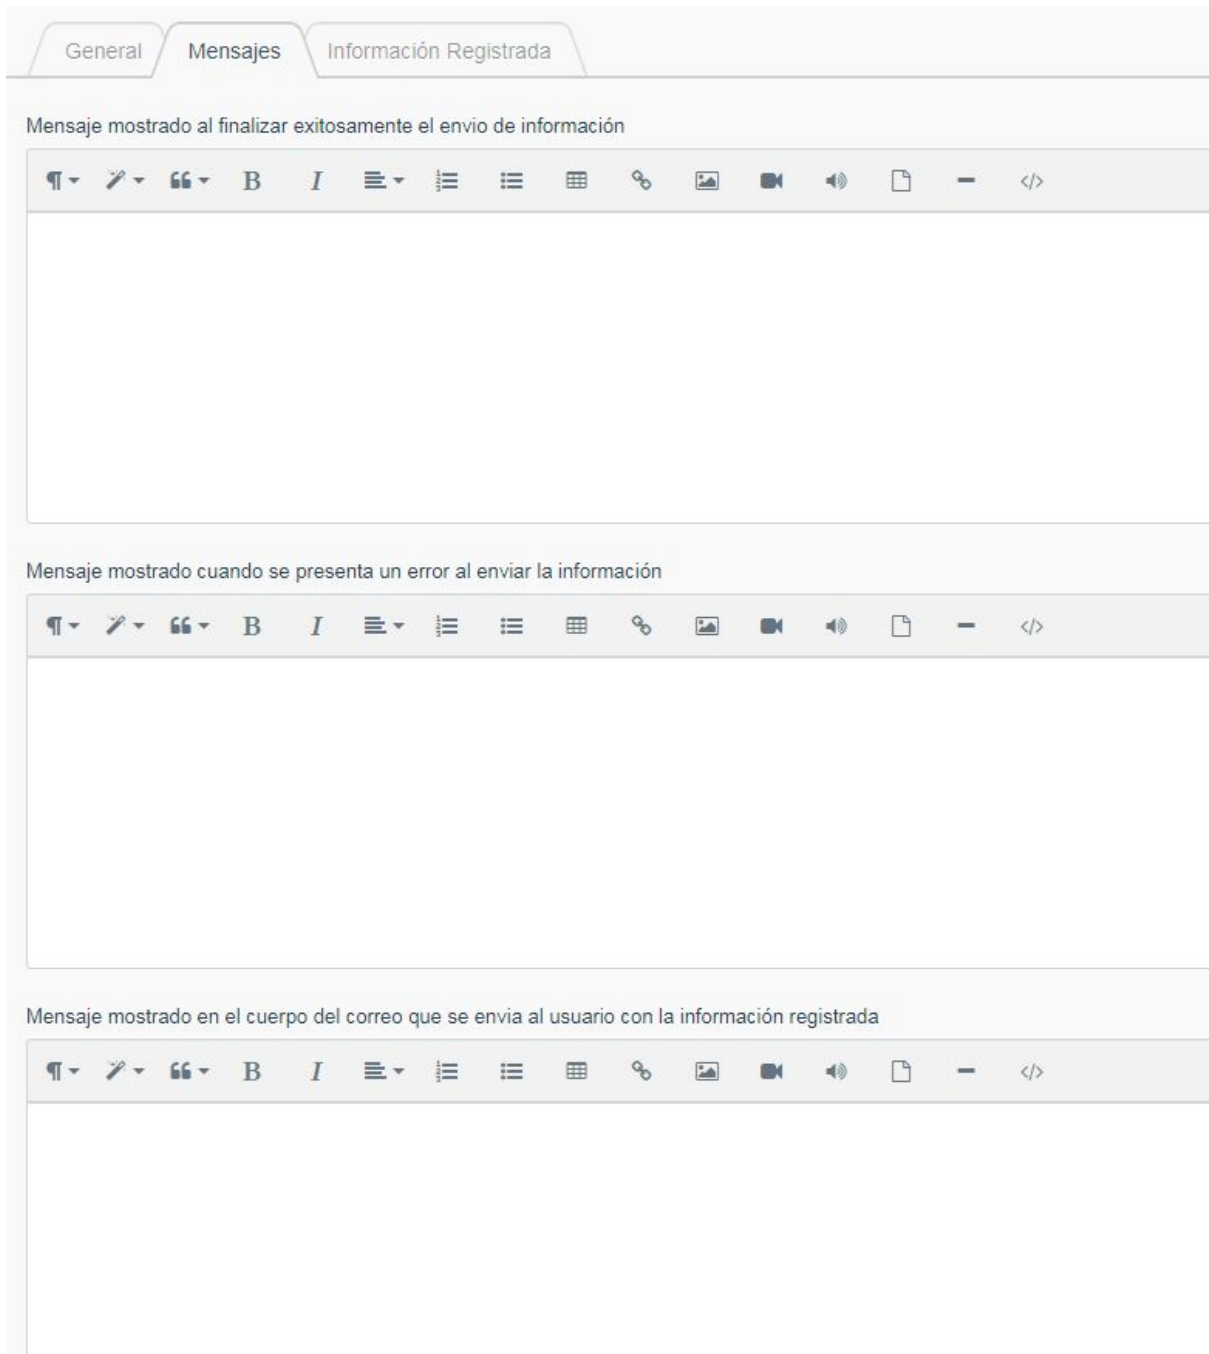 General Mensajes Información Registrada
Mensaje mostrado al finalizar exitosamente el envio de información
B I
Mensaje mostrado cuando se presenta un error al enviar la información
B I
Mensaje mostrado en el cuerpo del correo que se envia al usuario con la información registrada
B I